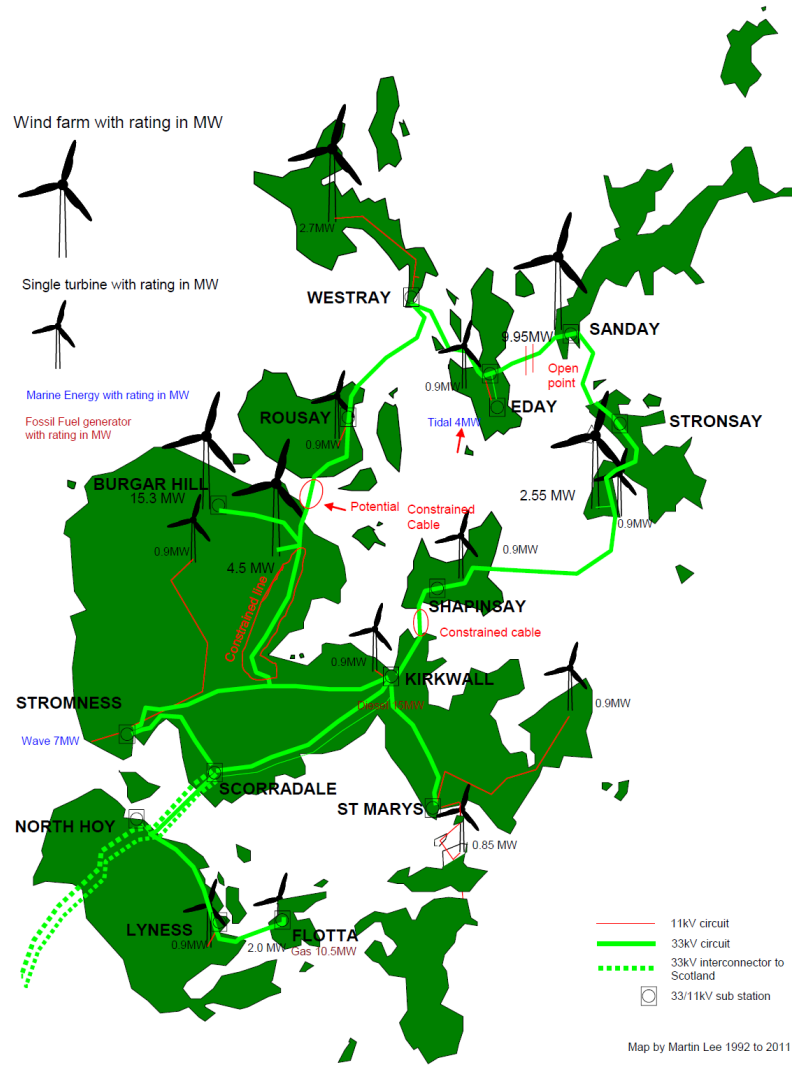 Wind farm with rating in MW
2.7MW
Single turbine with rating in MW
WESTRAY
9.95MW
SANDAY
Open
point
0.9MW
Marine Energy with rating in MW
Fossil Fuel generator
with rating in MW
EDAY
ROUSAY
Tidal 4MW
STRONSAY
0.9MW
BURGAR HILL
15.3 MW
Potential
Constrained
Cable
2.55 MW
0.9MW
0.9MW
4.5 MW
0.9MW
Constrained line
SHAPINSAY
Constrained cable
0.9MW
KIRKWALL
STROMNESS
Diesel 15MW
0.9MW
Wave 7MW
SCORRADALE
ST MARYS
NORTH HOY
0.85 MW
LYNESS
FLOTTA
0.9MW
2.0 MW
Gas 10.5MW
11kV circuit
33kV circuit
33kV interconnector to
Scotland
33/11kV sub station
Map by Martin Lee 1992 to 2011